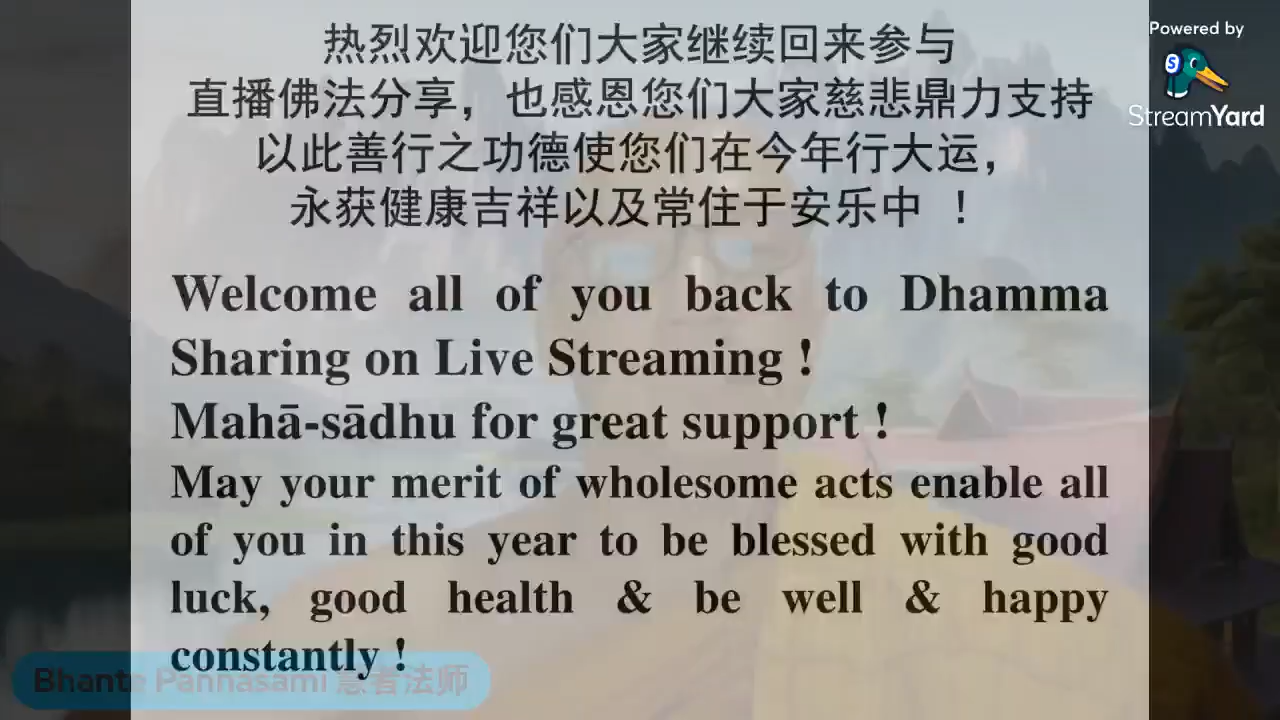 热烈欢迎您们大家继续回来参与
直播佛法分享，也感恩您们大家慈悲鼎力支持
以此善行之功德使您们在今年行大运，
永获健康吉祥以及常住于安乐中 ！
Welcome all of you back to Dhamma
Sharing on Live Streaming !
Mahā-sādhu for great support !
May your merit of wholesome acts enable all
of you in this year to be blessed with good
luck, good health & be well & happy
constantly !
Bhante Pannasami 慧者法师
Powered by
StreamYard